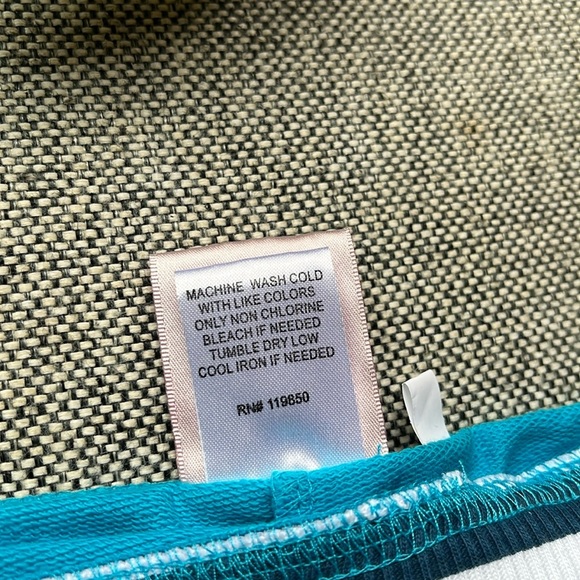 MACHINE WASH COLD
WITH LIKE COLORS
ONLY NON CHLORINE
BLEACH IF NEEDED
TUMBLE DRY LOW
COOL IRON IF NEEDED
RN# 119850